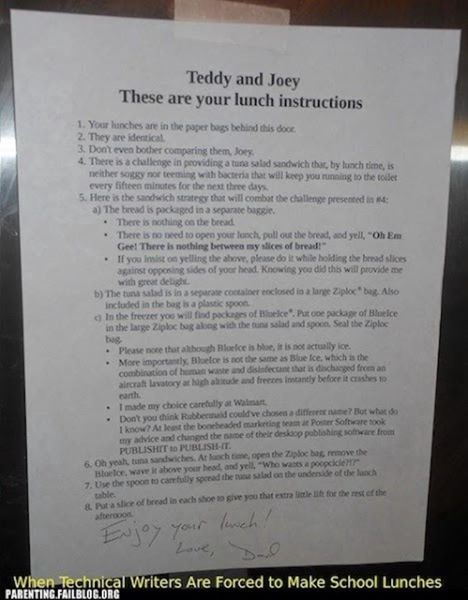 Teddy and Joey
These are your lunch instructions
1. Your lunches are in the paper bags behind this door.
2. They are identical.
3. Don't even bother comparing them, Joey.
4. There is a challenge in providing a tuna salad sandwich that, by lunch time, is
neither soggy nor teeming with bacteria that will keep you running to the toilet
every fifteen minutes for the next three days.
5. Here is the sandwich strategy that will combat the challenge presented in #4:
a) The bread is packaged in a separate baggie.
• There is nothing on the bread.
• There is no need to open your lunch, pull out the bread, and yell, "Oh Em
Gee! There is nothing between my slices of bread!"
• If you insist on yelling the above, please do it while holding the bread slices
against opposing sides of your head. Knowing you did this will provide me
with great delight.
b) The tuna salad is in a separate container enclosed in a large Ziploc® bag. Also
included in the bag is a plastic spoon.
c) In the freezer you will find packages of BlueIce®. Put one package of BlueIce
in the large Ziploc bag along with the tuna salad and spoon. Seal the Ziploc
bag.
• Please note that although BlueIce is blue, it is not actually ice.
• More importantly, BlueIce is not the same as Blue Ice, which is the
combination of human waste and disinfectant that is discharged from an
aircraft lavatory at high altitude and freezes instantly before it crashes to
earth.
• I made my choice carefully at Walmart.
• Don't you think Rubbermaid could've chosen a different name? But what do
I know? At least the boneheaded marketing team at Poster Software took
my advice and changed the name of their desktop publishing software from
PUBLISHIT to PUBLISH-IT.
6. Oh yeah, tuna sandwiches. At lunch time, open the Ziploc bag, remove the
BlueIce, wave it above your head, and yell, "Who wants a poopcicle?!?"
7. Use the spoon to carefully spread the tuna salad on the underside of the lunch
table.
8. Put a slice of bread in each shoe to give you that extra little lift for the rest of the
afternoon.
Enjoy your lunch!
Love, Dad
When Technical Writers Are Forced to Make School Lunches
PARENTING.FAILBLOG.ORG